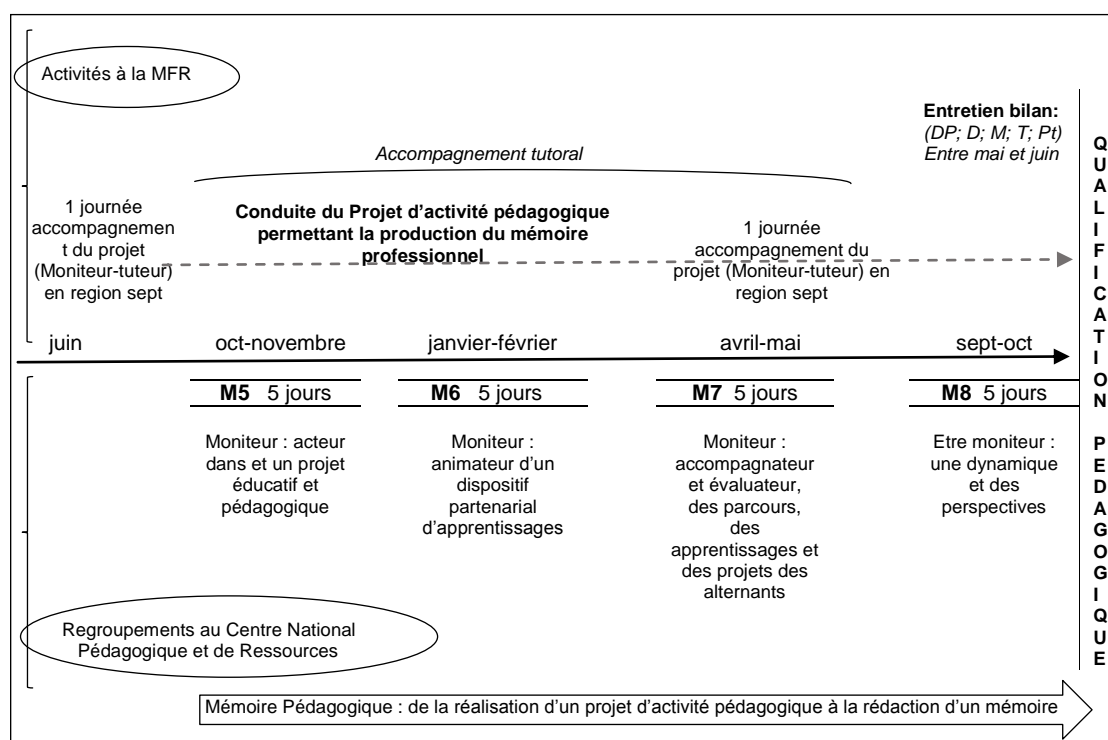 Activités à la MFR
Entretien bilan:
(DP; D; M; T; Pt)
Entre mai et juin
Accompagnement tutoral
1 journée
accompagnemen
t du projet
(Moniteur-tuteur)
en region sept
Conduite du Projet d'activité pédagogique
permettant la production du mémoire
professionnel
1 journée
accompagnement du
projet (Moniteur-tuteur) en
region sept
juin
oct-novembre
janvier-février
avril-mai
sept-oct
M5 5 jours
M6 5 jours
M7 5 jours
M8 5 jours
Moniteur : acteur
dans et un projet
éducatif et
pédagogique
Moniteur :
animateur d'un
dispositif
partenarial
d'apprentissages
Moniteur :
accompagnateur
et évaluateur,
des parcours,
des
apprentissages et
des projets des
alternants
Etre moniteur :
une dynamique
et des
perspectives
Regroupements au Centre National
Pédagogique et de Ressources
Mémoire Pédagogique : de la réalisation d'un projet d'activité pédagogique à la rédaction d'un mémoire
QUALIFICATION PEDAGOGIQUE